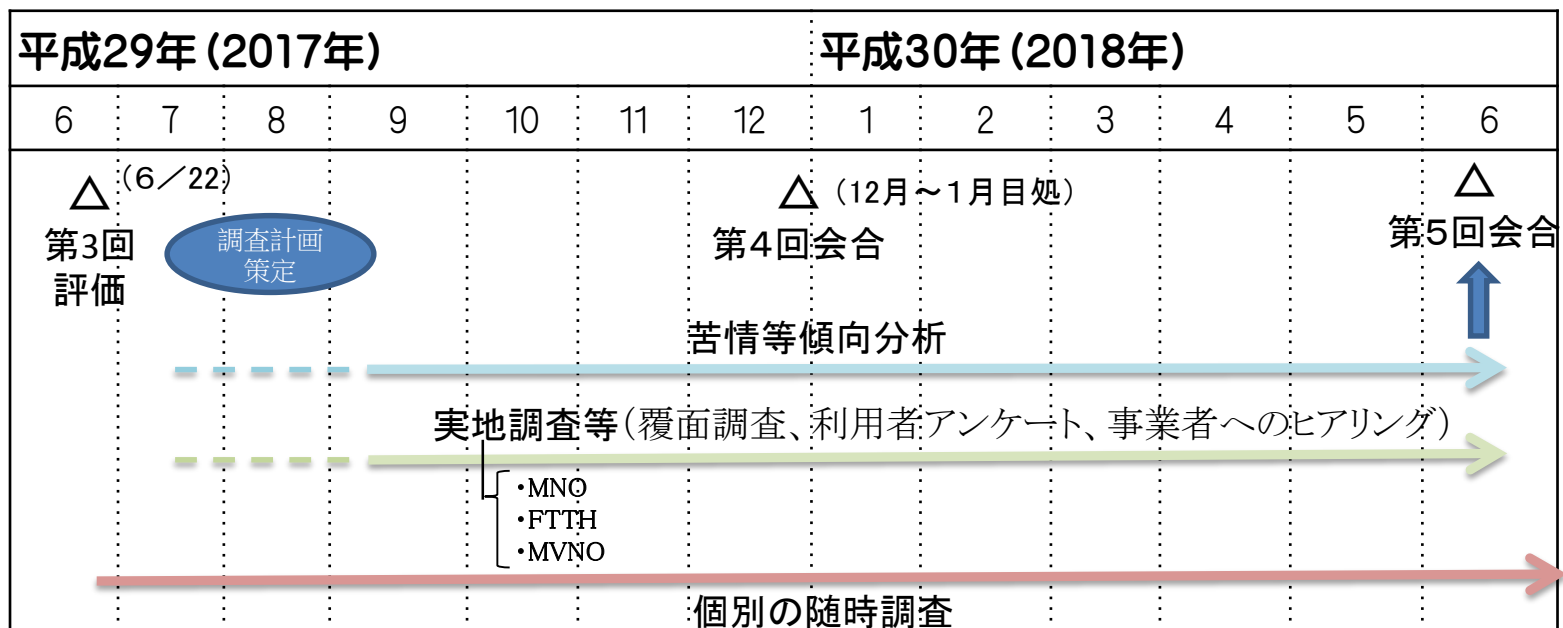 平成29年(2017年)
平成30年(2018年)
6 7 8 9 10 11 12 1 2 3 4 5 6
(6/22)
第3回
評価
調査計画
策定
(12月~1月目処)
第4回会合
第5回会合
苦情等傾向分析
実地調査等(覆面調査、利用者アンケート、事業者へのヒアリング)
・MNO
・FTTH
・MVNO
個別の随時調査